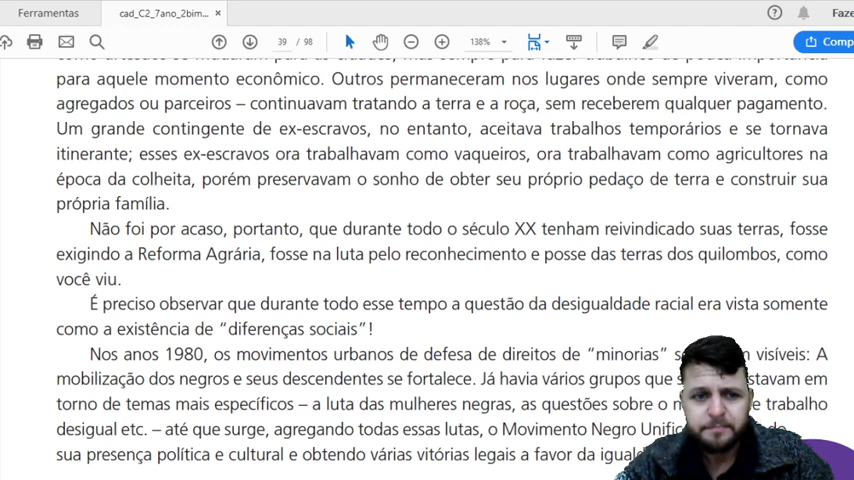 Ferramentas
cad_C2_7ano_2bim...
×
?
Faze
39 / 98
138%
Comp
para aquele momento econômico. Outros permaneceram nos lugares onde sempre viveram, como
agregados ou parceiros – continuavam tratando a terra e a roça, sem receberem qualquer pagamento.
Um grande contingente de ex-escravos, no entanto, aceitava trabalhos temporários e se tornava
itinerante; esses ex-escravos ora trabalhavam como vaqueiros, ora trabalhavam como agricultores na
época da colheita, porém preservavam o sonho de obter seu próprio pedaço de terra e construir sua
própria família.
Não foi por acaso, portanto, que durante todo o século XX tenham reivindicado suas terras, fosse
exigindo a Reforma Agrária, fosse na luta pelo reconhecimento e posse das terras dos quilombos, como
você viu.
É preciso observar que durante todo esse tempo a questão da desigualdade racial era vista somente
como a existência de “diferenças sociais”!
Nos anos 1980, os movimentos urbanos de defesa de direitos de “minorias” visíveis: A
mobilização dos negros e seus descendentes se fortalece. Já havia vários grupos que em
torno de temas mais específicos – a luta das mulheres negras, as questões sobre o trabalho
desigual etc. – até que surge, agregando todas essas lutas, o Movimento Negro
sua presença política e cultural e obtendo várias vitórias legais a favor da